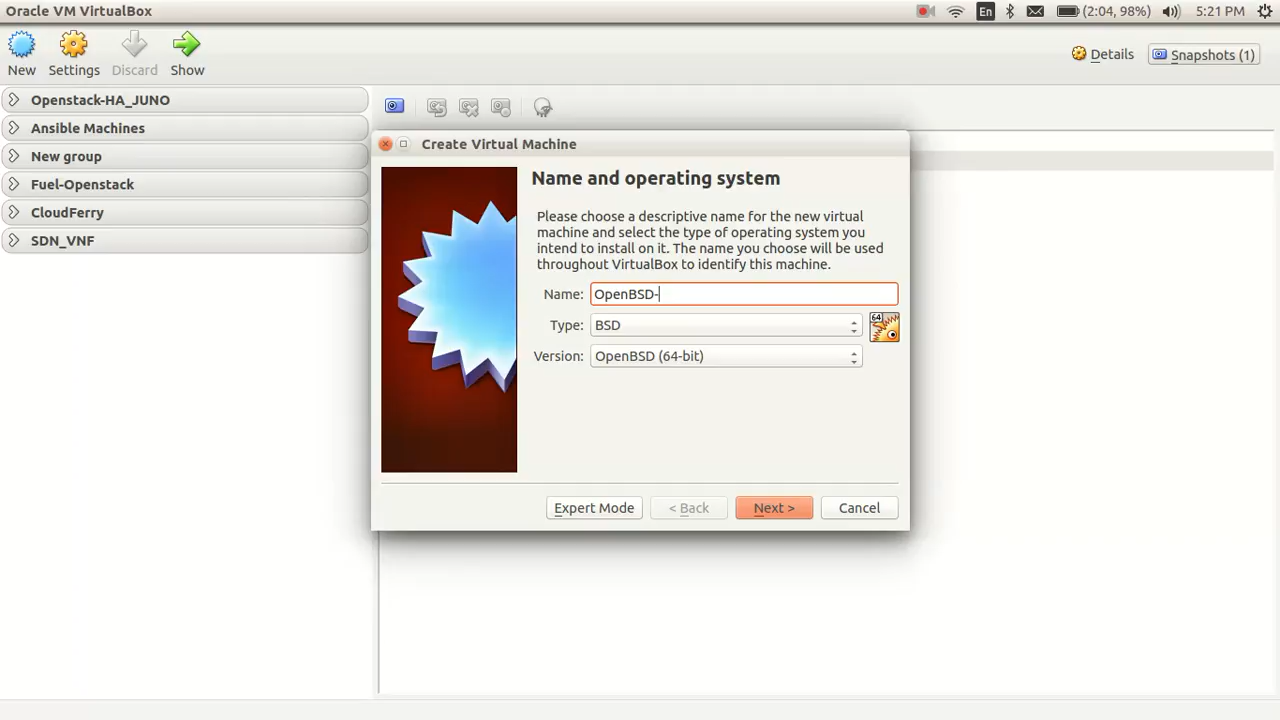 Oracle VM VirtualBox
En
(2:04, 98%)
5:21 PM
New
Settings
Discard
Show
Details
Snapshots (1)
Openstack-HA_JUNO
Ansible Machines
New group
Fuel-Openstack
CloudFerry
SDN_VNF
Create Virtual Machine
Name and operating system
Please choose a descriptive name for the new virtual
machine and select the type of operating system you
intend to install on it. The name you choose will be used
throughout VirtualBox to identify this machine.
Name: OpenBSD-
Type: BSD
64
Version: OpenBSD (64-bit)
Expert Mode
< Back
Next >
Cancel